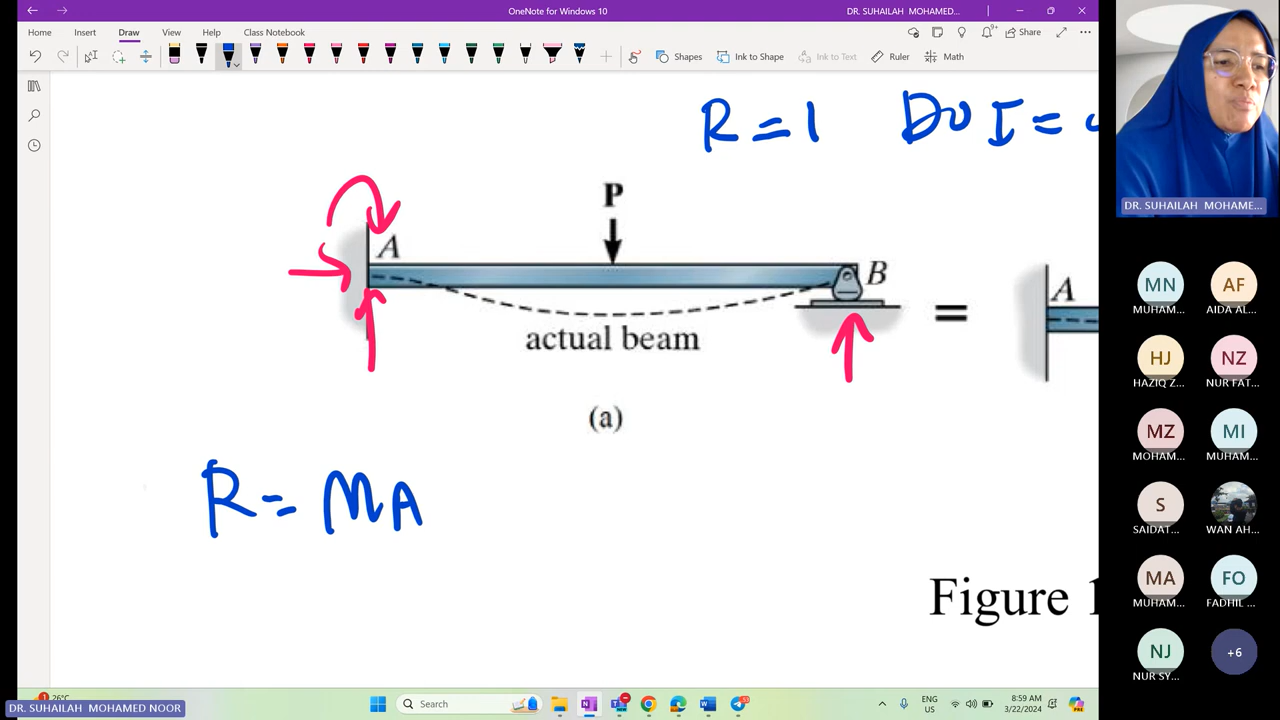 OneNote for Windows 10
DR. SUHAILAH MOHAMED...
Home Insert Draw View Help Class Notebook
Share
Shapes Ink to Shape Ink to Text Ruler Math
R = 1 DoI =
P
A
B
actual beam
=
A
(a)
R = MA
Figure 1
DR. SUHAILAH MOHAME...
MN
MUHAM...
AF
AIDA AL...
HJ
HAZIQ Z...
NZ
NUR FAT...
MZ
MOHAM...
MI
MUHAM...
S
SAIDAT...
WAN AH...
MA
MUHAM...
FO
FADHIL ...
NJ
NUR SY...
+6
26°C
DR. SUHAILAH MOHAMED NOOR
Search
ENG
US
8:59 AM
3/22/2024